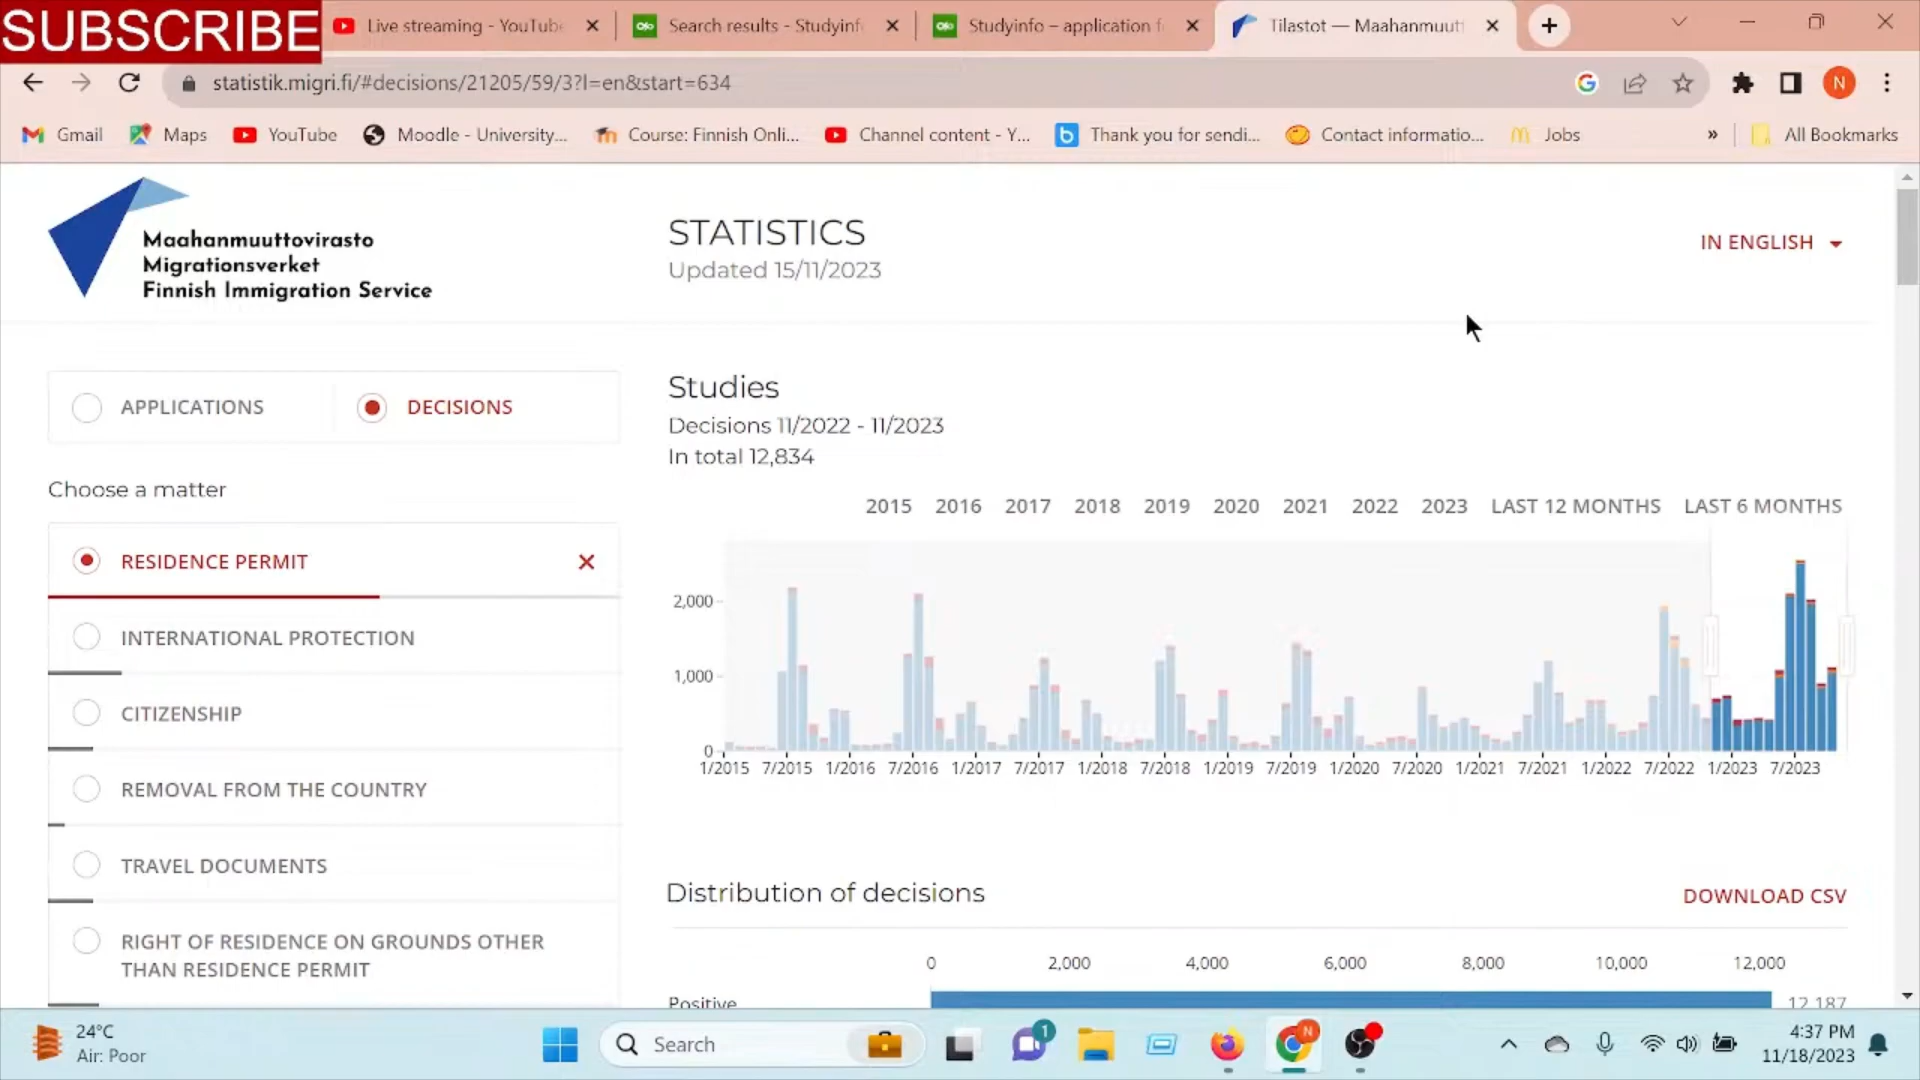 SUBSCRIBE
Live streaming - YouTube
Search results - Studyinf
Studyinfo – application f
Tilastot — Maahanmuutt
statistik.migri.fi/#decisions/21205/59/3?l=en&start=634
N
Gmail
Maps
YouTube
Moodle - University...
Course: Finnish Onli...
Channel content - Y...
Thank you for sendi...
Contact informatio...
Jobs
»
All Bookmarks
Maahanmuuttovirasto
Migrationsverket
Finnish Immigration Service
STATISTICS
Updated 15/11/2023
IN ENGLISH
APPLICATIONS
DECISIONS
Choose a matter
RESIDENCE PERMIT
INTERNATIONAL PROTECTION
CITIZENSHIP
REMOVAL FROM THE COUNTRY
TRAVEL DOCUMENTS
RIGHT OF RESIDENCE ON GROUNDS OTHER
THAN RESIDENCE PERMIT
Studies
Decisions 11/2022 - 11/2023
In total 12,834
2015 2016 2017 2018 2019 2020 2021 2022 2023 LAST 12 MONTHS LAST 6 MONTHS
2,000
1,000
0
1/2015 7/2015 1/2016 7/2016 1/2017 7/2017 1/2018 7/2018 1/2019 7/2019 1/2020 7/2020 1/2021 7/2021 1/2022 7/2022 1/2023 7/2023
Distribution of decisions
DOWNLOAD CSV
0 2,000 4,000 6,000 8,000 10,000 12,000
Positive
12,187
24°C
Air: Poor
Search
1
N
4:37 PM
11/18/2023